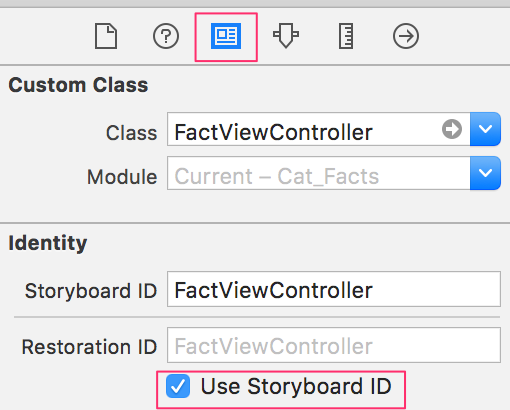 Custom Class
Class FactViewController
Module Current – Cat_Facts
Identity
Storyboard ID FactViewController
Restoration ID FactViewController
Use Storyboard ID